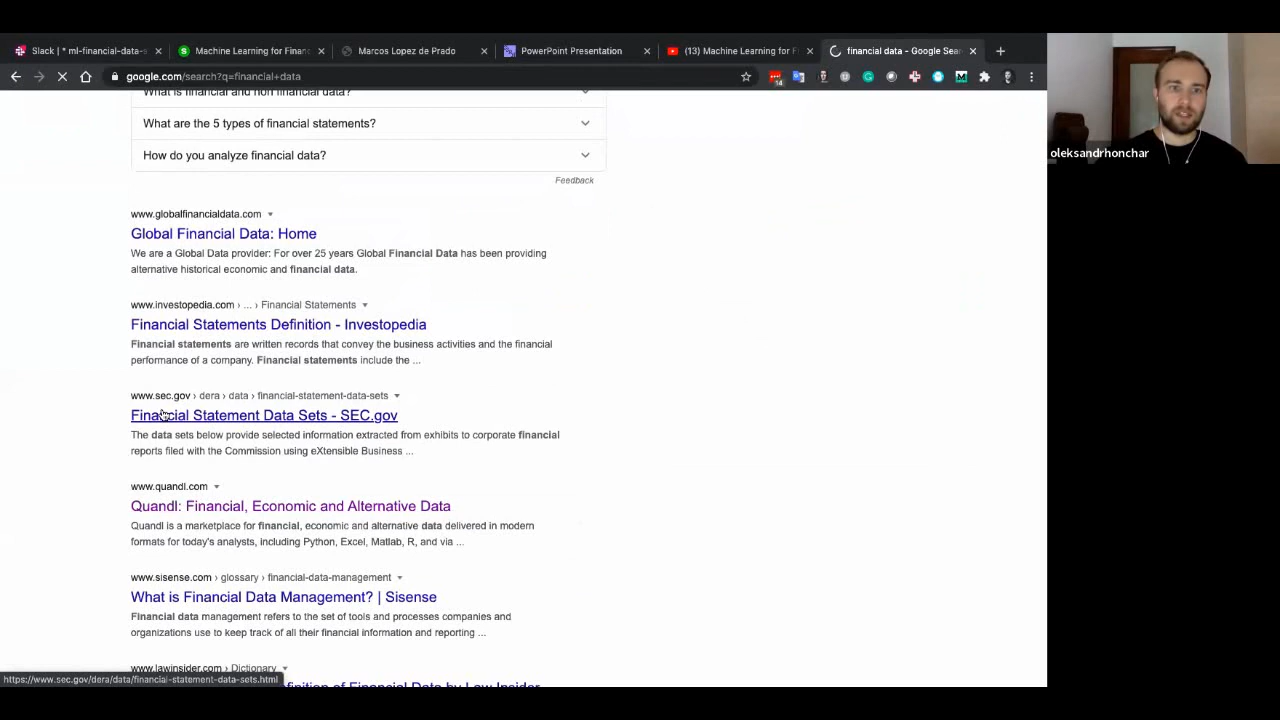 Slack | * ml-financial-data-s
Machine Learning for Financ
Marcos Lopez de Prado
PowerPoint Presentation
(13) Machine Learning for F
financial data - Google Sear
google.com/search?q=financial+data
14
What is financial and non financial data?
What are the 5 types of financial statements?
How do you analyze financial data?
Feedback
www.globalfinancialdata.com
Global Financial Data: Home
We are a Global Data provider: For over 25 years Global Financial Data has been providing
alternative historical economic and financial data.
www.investopedia.com › ... › Financial Statements
Financial Statements Definition - Investopedia
Financial statements are written records that convey the business activities and the financial
performance of a company. Financial statements include the ...
www.sec.gov › dera › data › financial-statement-data-sets
Financial Statement Data Sets - SEC.gov
The data sets below provide selected information extracted from exhibits to corporate financial
reports filed with the Commission using eXtensible Business ...
www.quandl.com
Quandl: Financial, Economic and Alternative Data
Quandl is a marketplace for financial, economic and alternative data delivered in modern
formats for today's analysts, including Python, Excel, Matlab, R, and via ...
www.sisense.com › glossary › financial-data-management
What is Financial Data Management? | Sisense
Financial data management refers to the set of tools and processes companies and
organizations use to keep track of all their financial information and reporting ...
www.lawinsider.com › Dictionary
finition of Financial Data by Law Insider
https://www.sec.gov/dera/data/financial-statement-data-sets.html
oleksandrhonchar